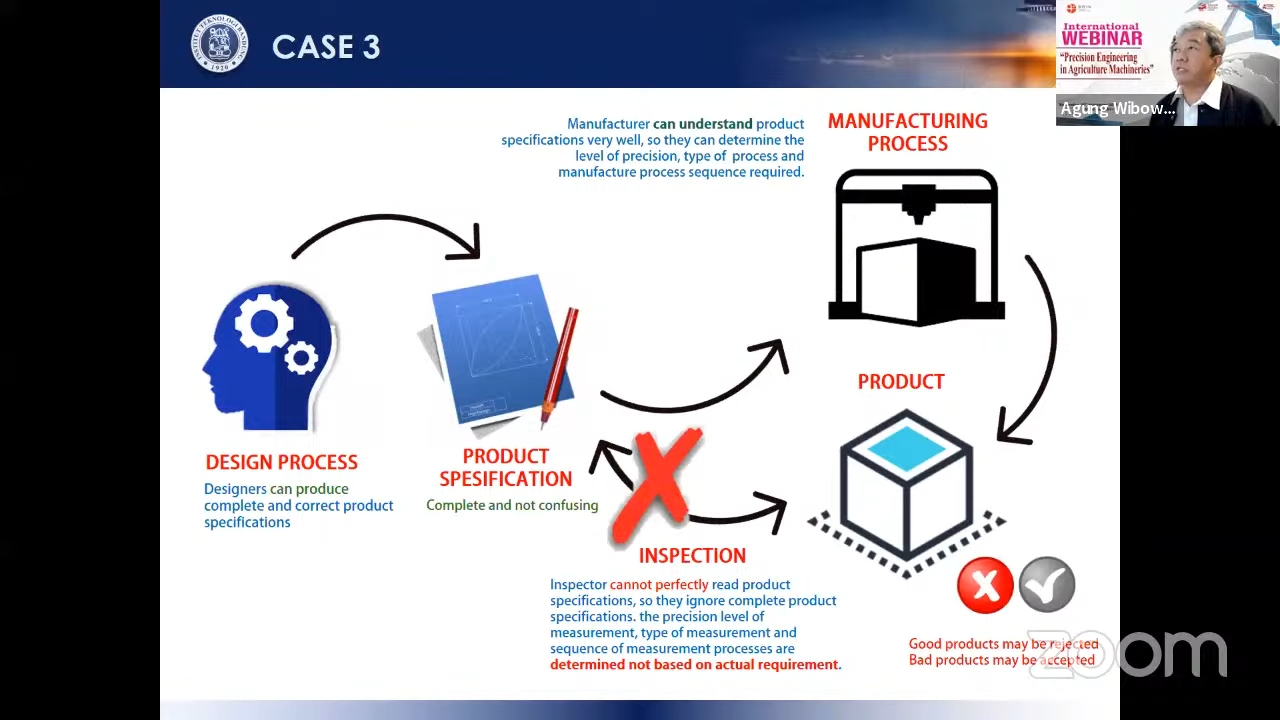 CASE 3
International
WEBINAR
"Precision Engineering
in Agriculture Machineries"
Agung Wibow...
Manufacturer can understand product
specifications very well, so they can determine the
level of precision, type of process and
manufacture process sequence required.
MANUFACTURING
PROCESS
DESIGN PROCESS
Designers can produce
complete and correct product
specifications
PRODUCT
SPESIFICATION
Complete and not confusing
PRODUCT
INSPECTION
Inspector cannot perfectly read product
specifications, so they ignore complete product
specifications. the precision level of
measurement, type of measurement and
sequence of measurement processes are
determined not based on actual requirement.
Good products may be rejected
Bad products may be accepted
zoom
INSTITUT TEKNOLOGI BANDUNG
1920